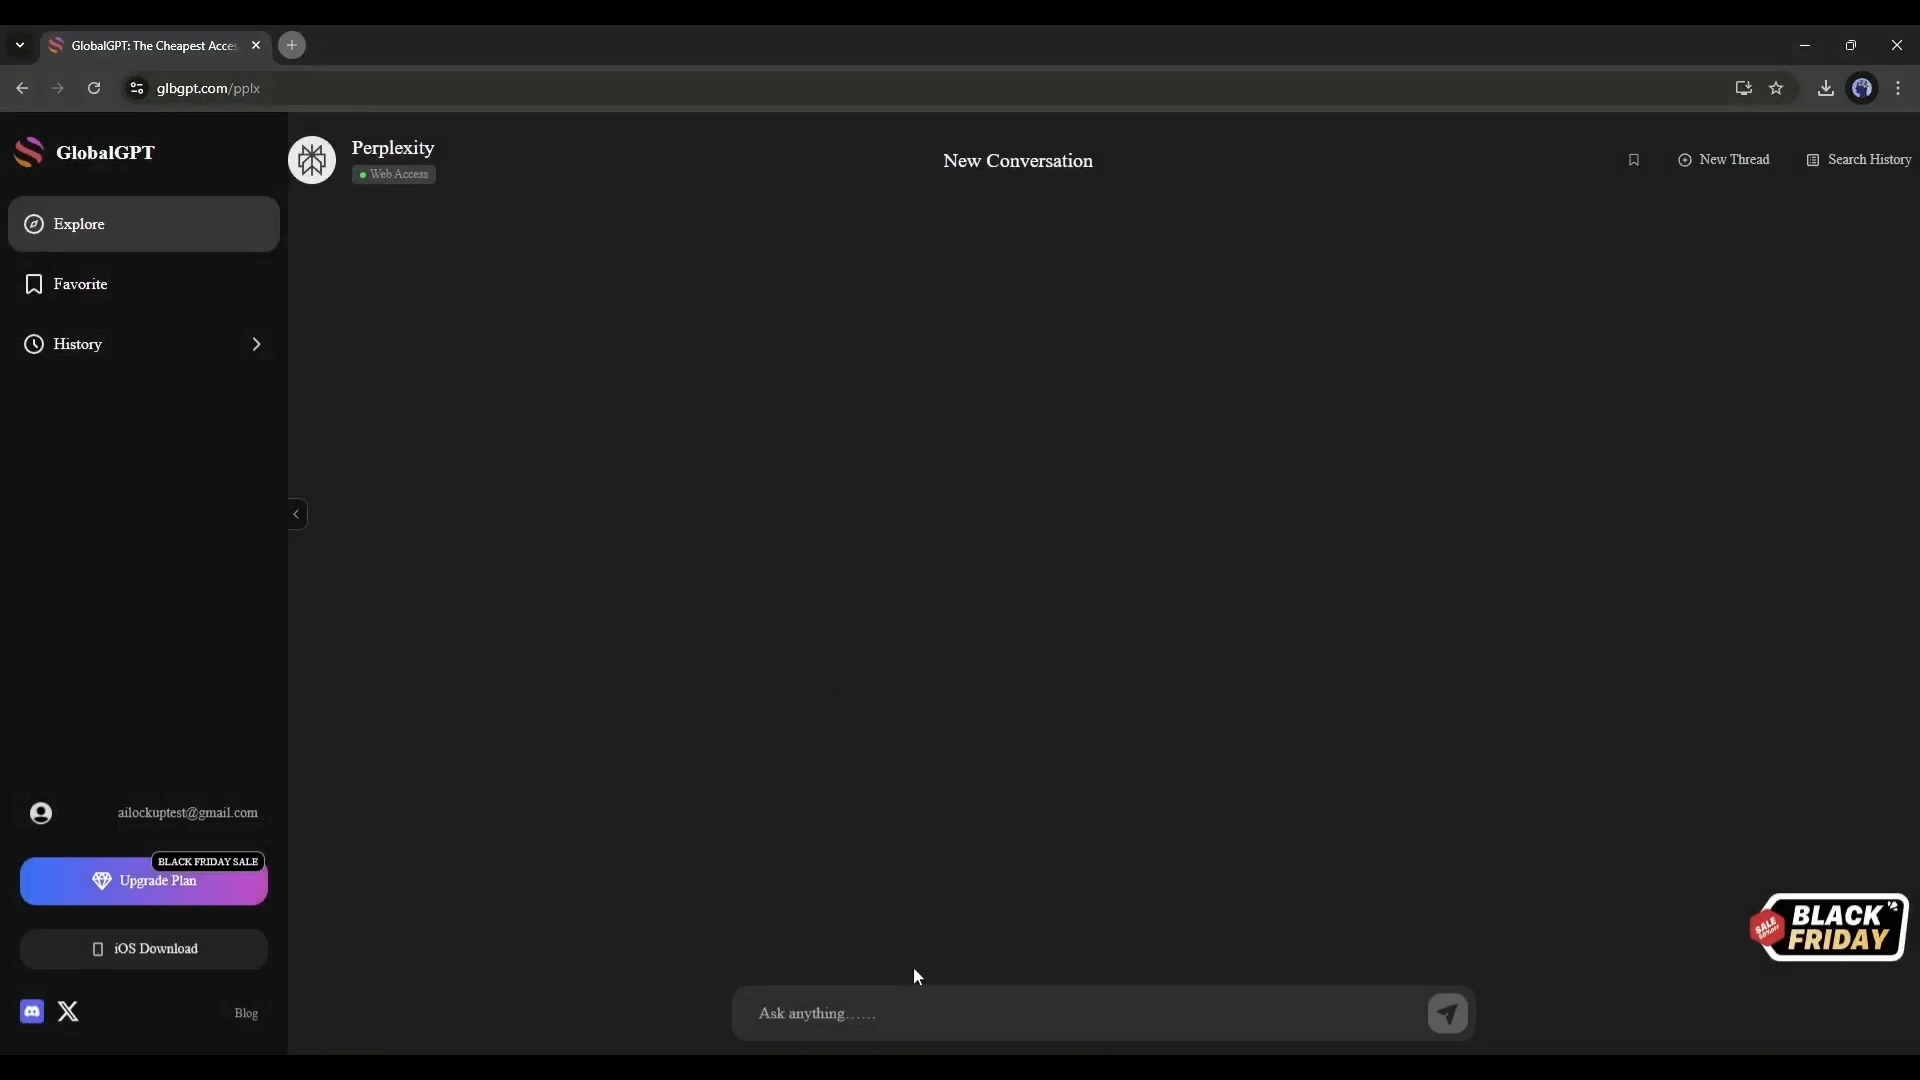 GlobalGPT: The Cheapest Acces
glbgpt.com/pplx
GlobalGPT
Perplexity
Web Access
New Conversation
New Thread
Search History
Explore
Favorite
History
ailockuptest@gmail.com
BLACK FRIDAY SALE
Upgrade Plan
iOS Download
Blog
SALE
BLACK
FRIDAY
Ask anything......